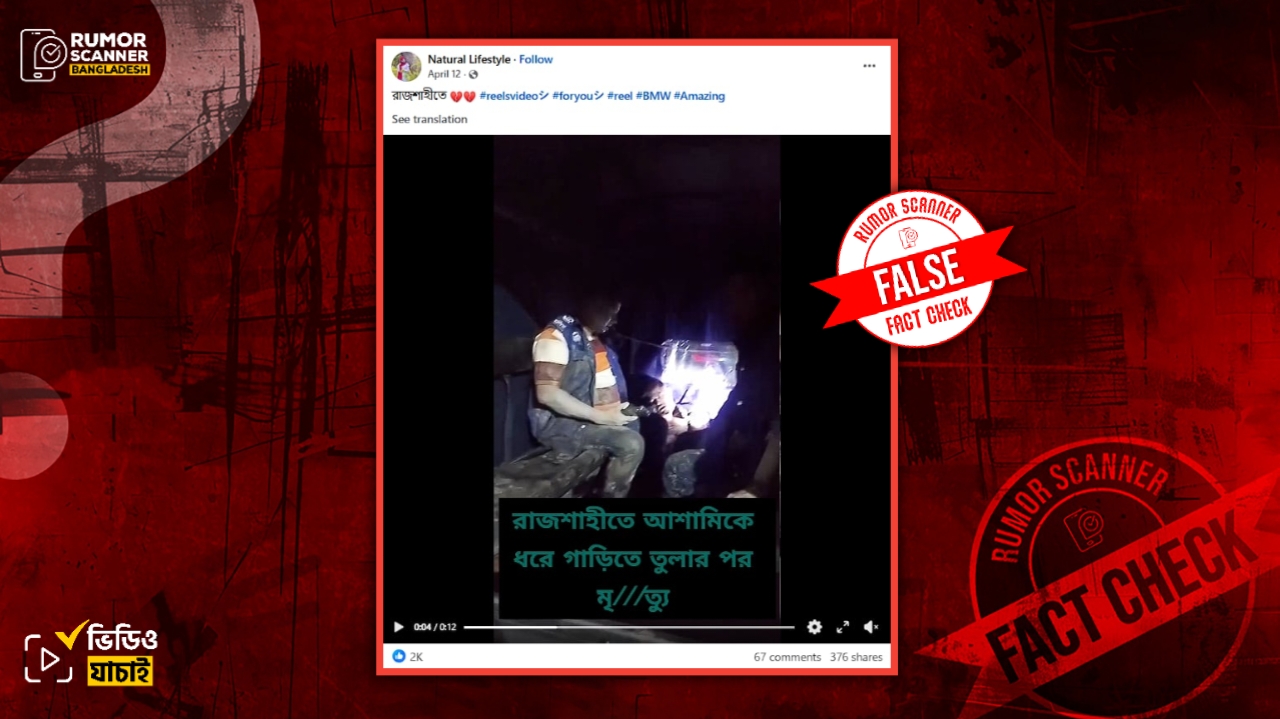 RUMOR
SCANNER
BANGLADESH
Natural Lifestyle · Follow
April 12 ·
রাজশাহীতে 💔💔 #reelsvideoシ #foryouシ #reel #BMW #Amazing
See translation
RUMOR SCANNER
FALSE
FACT CHECK
রাজশাহীতে আশামিকে
ধরে গাড়িতে তুলার পর
মৃ///ত্যু
0:04 / 0:12
2K
67 comments 376 shares
ভিডিও
যাচাই
RUMOR SCANNER
FACT CHECK